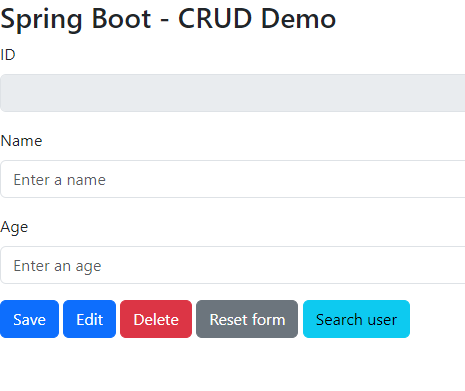 Spring Boot - CRUD Demo
ID
Name
Enter a name
Age
Enter an age
Save Edit Delete Reset form Search user